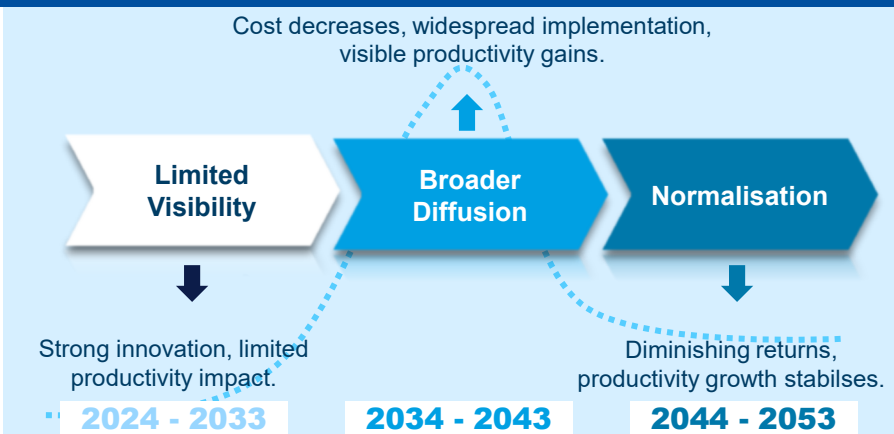 Cost decreases, widespread implementation,
visible productivity gains.
Limited
Visibility
Broader
Diffusion
Normalisation
Strong innovation, limited
productivity impact.
Diminishing returns,
productivity growth stabilses.
2024 - 2033
2034 - 2043
2044 - 2053